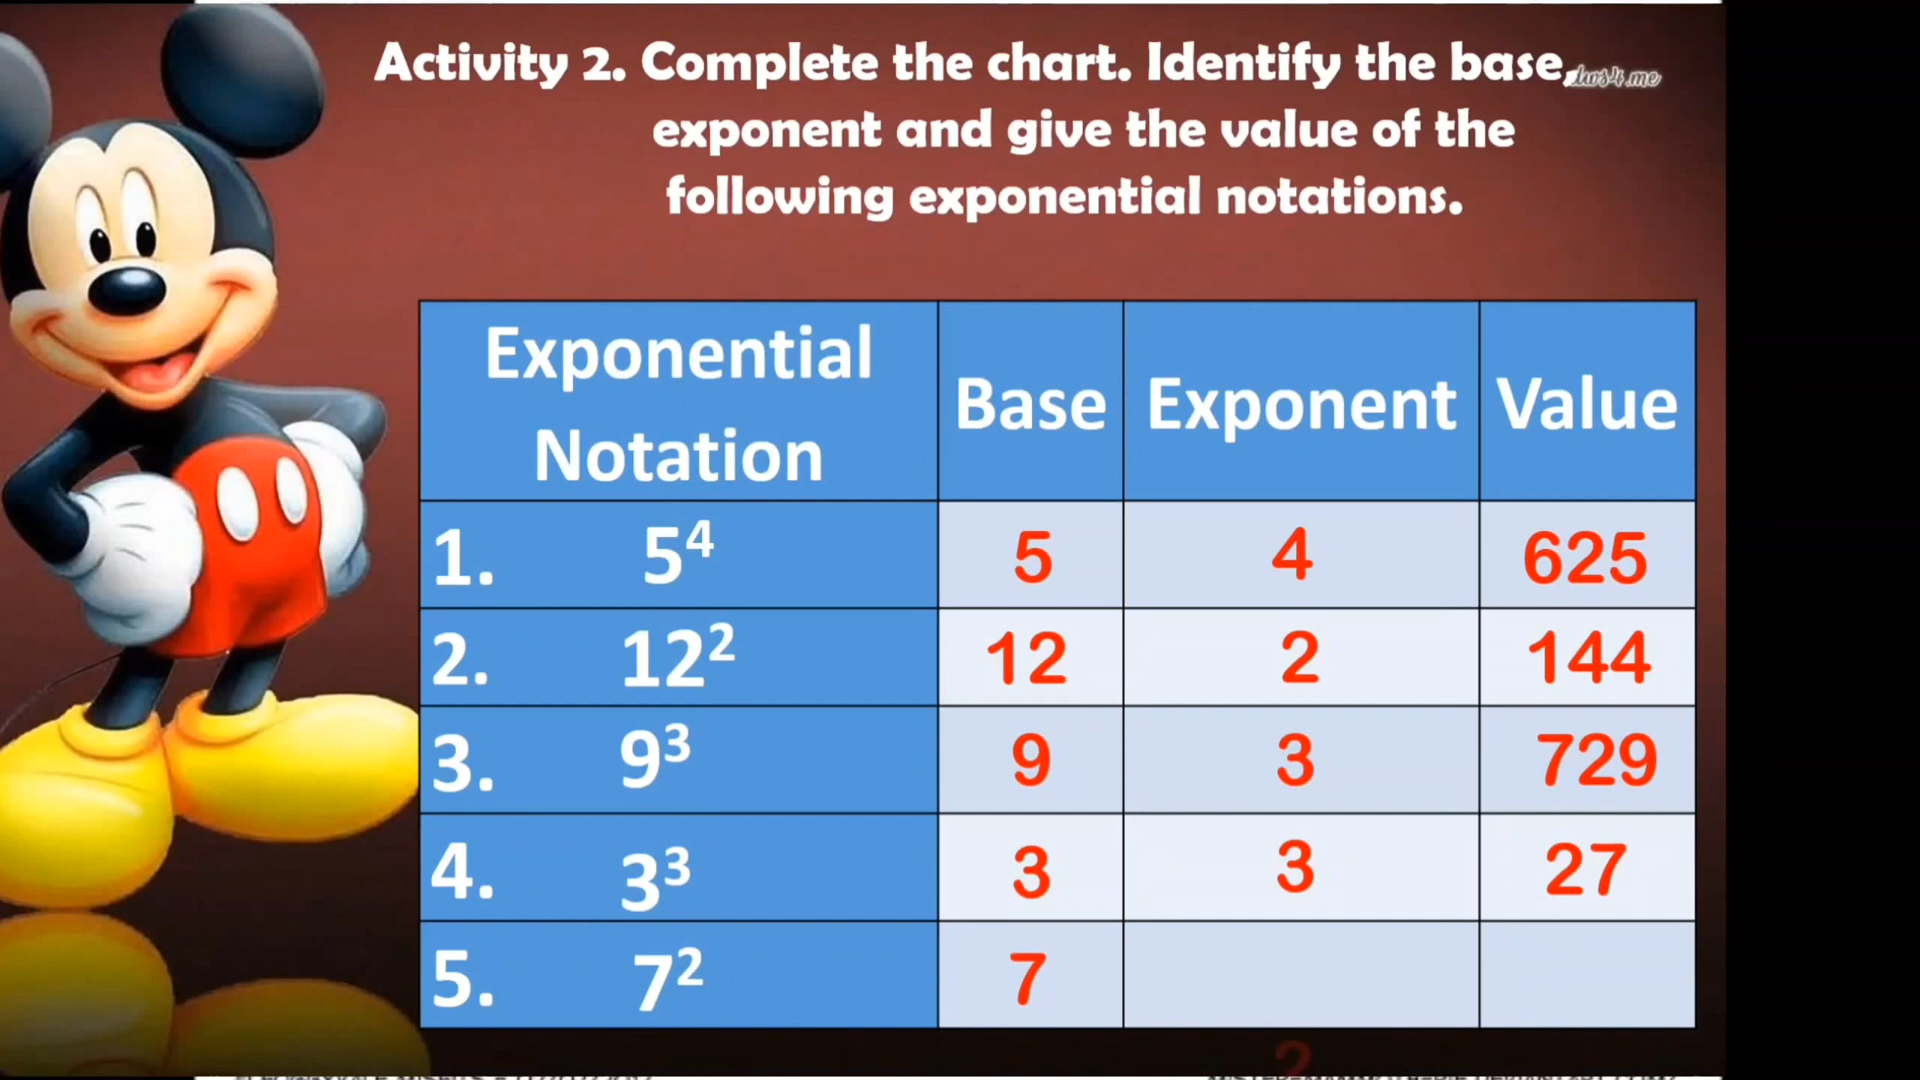 Activity 2. Complete the chart. Identify the base,
exponent and give the value of the
following exponential notations.
Exponential Notation Base Exponent Value
1. 5⁴ 5 4 625
2. 12² 12 2 144
3. 9³ 9 3 729
4. 3³ 3 3 27
5. 7² 7
2